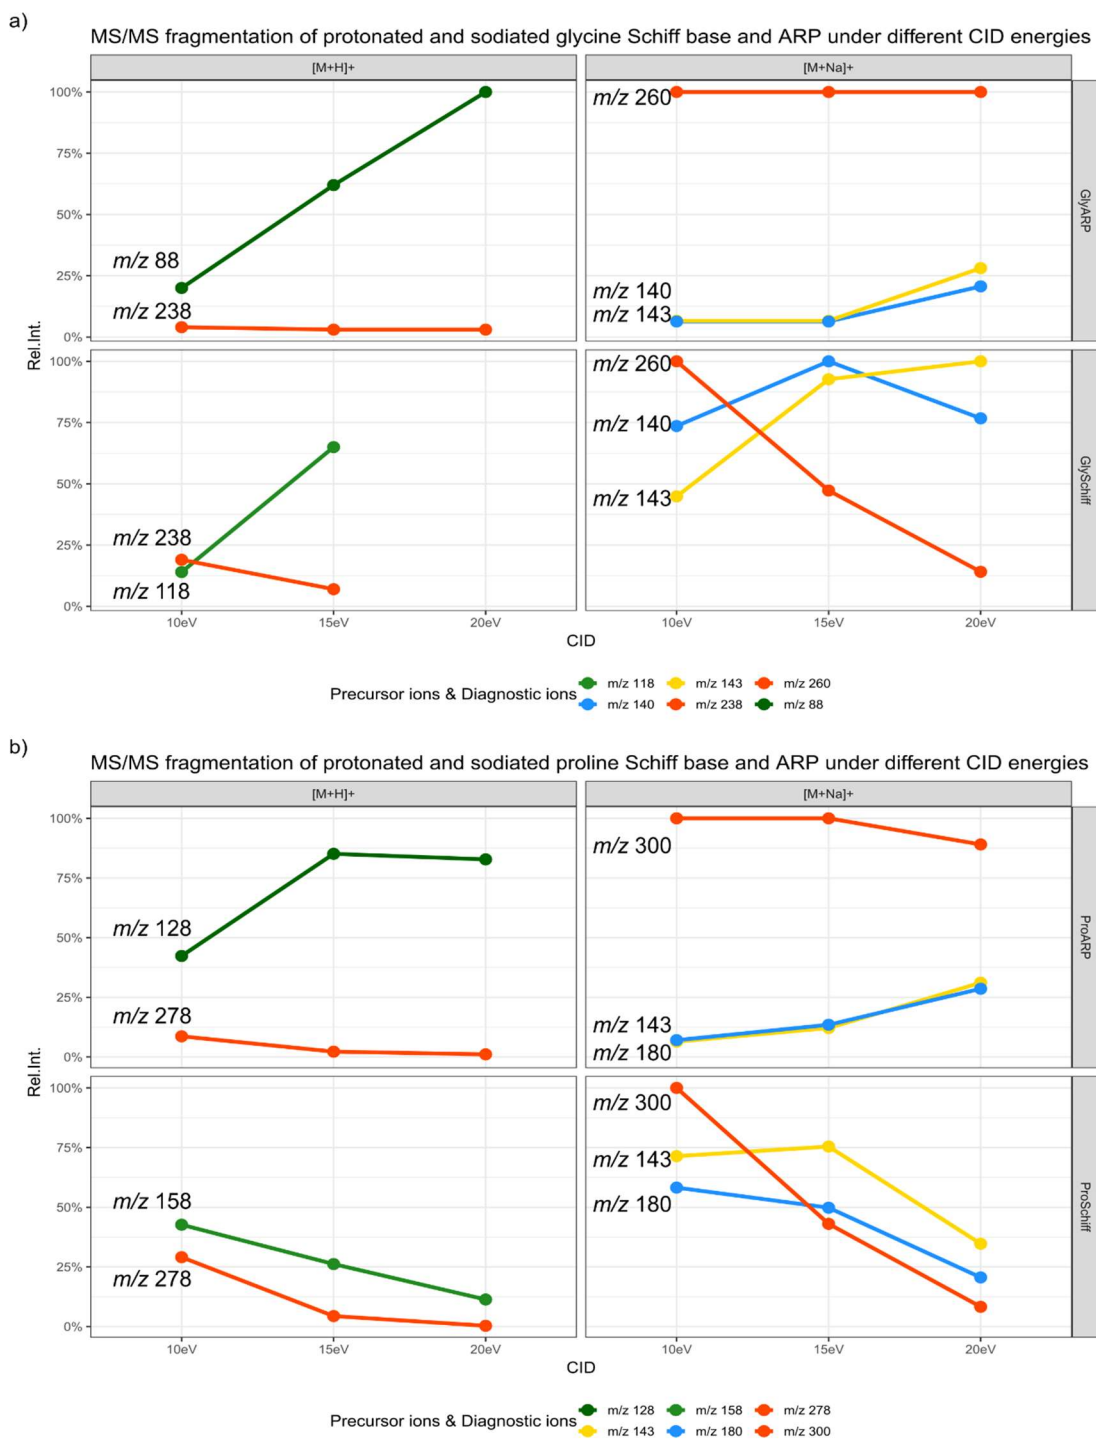 a)
MS/MS fragmentation of protonated and sodiated glycine Schiff base and ARP under different CID energies
[M+H]+
[M+Na]+
100%
75%
50%
25%
0%
m/z 88
m/z 238
m/z 260
m/z 140
m/z 143
GlyARP
Rel.Int.
100%
75%
50%
25%
0%
m/z 238
m/z 118
m/z 260
m/z 140
m/z 143
GlySchiff
10eV 15eV 20eV
10eV 15eV 20eV
CID
Precursor ions & Diagnostic ions
m/z 118 m/z 143 m/z 260
m/z 140 m/z 238 m/z 88
b)
MS/MS fragmentation of protonated and sodiated proline Schiff base and ARP under different CID energies
[M+H]+
[M+Na]+
100%
75%
50%
25%
0%
m/z 128
m/z 278
m/z 300
m/z 143
m/z 180
ProARP
Rel.Int.
100%
75%
50%
25%
0%
m/z 158
m/z 278
m/z 300
m/z 143
m/z 180
ProSchiff
10eV 15eV 20eV
10eV 15eV 20eV
CID
Precursor ions & Diagnostic ions
m/z 128 m/z 158 m/z 278
m/z 143 m/z 180 m/z 300